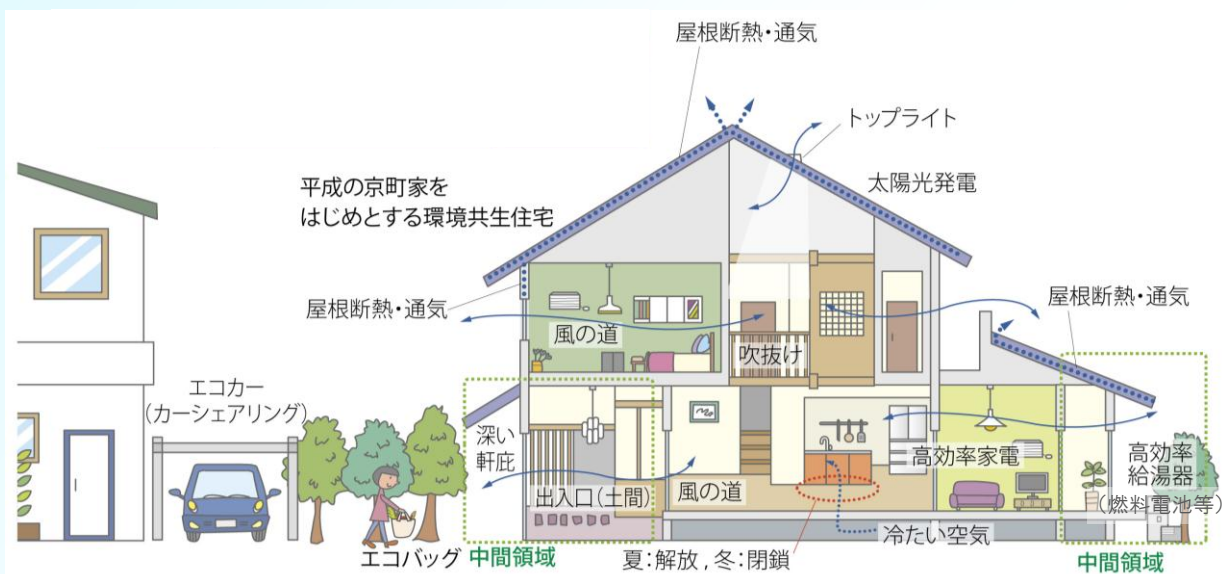 屋根断熱・通気
トップライト
太陽光発電
平成の京町家を
はじめとする環境共生住宅
屋根断熱・通気
屋根断熱・通気
風の道
吹抜け
エコカー
(カーシェアリング)
深い
軒庇
出入口(土間)
風の道
高効率家電
高効率
給湯器
(燃料電池等)
冷たい空気
エコバッグ
中間領域
夏:解放,冬:閉鎖
中間領域